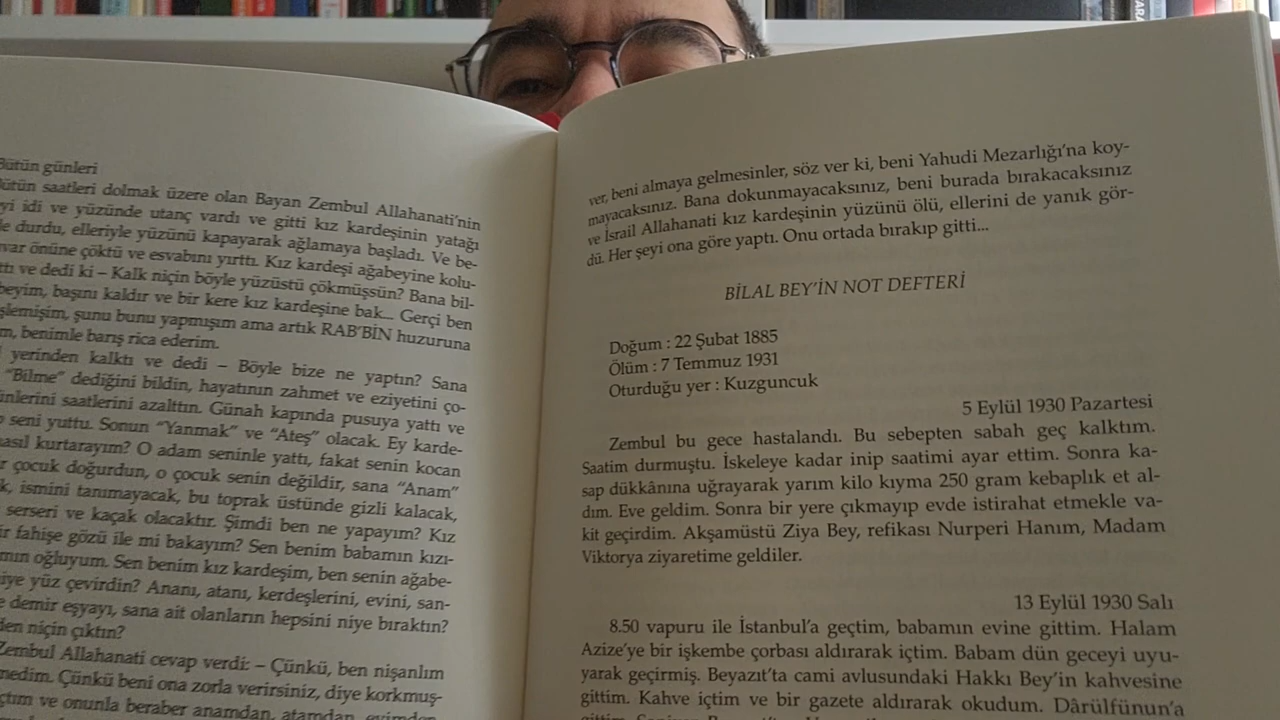 Bütün günleri
ütün saatleri dolmak üzere olan Bayan Zembul Allahanati'nin
yi idi ve yüzünde utanç vardı ve gitti kız kardeşinin yatağı
le durdu, elleriyle yüzünü kapayarak ağlamaya başladı. Ve be-
var önüne çöktü ve esvabını yırttı. Kız kardeşi ağabeyine kolu-
ttı ve dedi ki – Kalk niçin böyle yüzüstü çökmüşsün? Bana bil-
beyim, başını kaldır ve bir kere kız kardeşine bak... Gerçi ben
şlemişim, şunu bunu yapmışım ama artık RAB'BİN huzuruna
m, benimle barış rica ederim.
yerinden kalktı ve dedi – Böyle bize ne yaptın? Sana
"Bilme" dediğini bildin, hayatının zahmet ve eziyetini ço-
ünlerini saatlerini azalttın. Günah kapında pusuya yattı ve
seni yuttu. Sonun "Yanmak" ve "Ateş" olacak. Ey karde-
nasıl kurtarayım? O adam seninle yattı, fakat senin kocan
r çocuk doğurdun, o çocuk senin değildir, sana "Anam"
k, ismini tanımayacak, bu toprak üstünde gizli kalacak,
serseri ve kaçak olacaktır. Şimdi ben ne yapayım? Kız
ir fahişe gözü ile mi bakayım? Sen benim babamın kızı-
mın oğluyum. Sen benim kız kardeşim, ben senin ağabe-
iye yüz çevirdin? Ananı, atanı, kerdeşlerini, evini, san-
e demir eşyayı, sana ait olanların hepsini niye bıraktın?
den niçin çıktın?
Zembul Allahanati cevap verdi: – Çünkü, ben nişanlım
medim. Çünkü beni ona zorla verirsiniz, diye korkmuş-
çtım ve onunla beraber anamdan, atamdan, evimden
ver, beni almaya gelmesinler, söz ver ki, beni Yahudi Mezarlığı'na koy-
mayacaksınız. Bana dokunmayacaksınız, beni burada bırakacaksınız
ve İsrail Allahanati kız kardeşinin yüzünü ölü, ellerini de yanık gör-
dü. Her şeyi ona göre yaptı. Onu ortada bırakıp gitti...
BİLAL BEY'İN NOT DEFTERİ
Doğum : 22 Şubat 1885
Ölüm : 7 Temmuz 1931
Oturduğu yer : Kuzguncuk
5 Eylül 1930 Pazartesi
Zembul bu gece hastalandı. Bu sebepten sabah geç kalktım.
Saatim durmuştu. İskeleye kadar inip saatimi ayar ettim. Sonra ka-
sap dükkânına uğrayarak yarım kilo kıyma 250 gram kebaplık et al-
dım. Eve geldim. Sonra bir yere çıkmayıp evde istirahat etmekle va-
kit geçirdim. Akşamüstü Ziya Bey, refikası Nurperi Hanım, Madam
Viktorya ziyaretime geldiler.
13 Eylül 1930 Salı
8.50 vapuru ile İstanbul'a geçtim, babamın evine gittim. Halam
Azize'ye bir işkembe çorbası aldırarak içtim. Babam dün geceyi uyu-
yarak geçirmiş. Beyazıt'ta cami avlusundaki Hakkı Bey'in kahvesine
gittim. Kahve içtim ve bir gazete aldırarak okudum. Dârülfünun'a